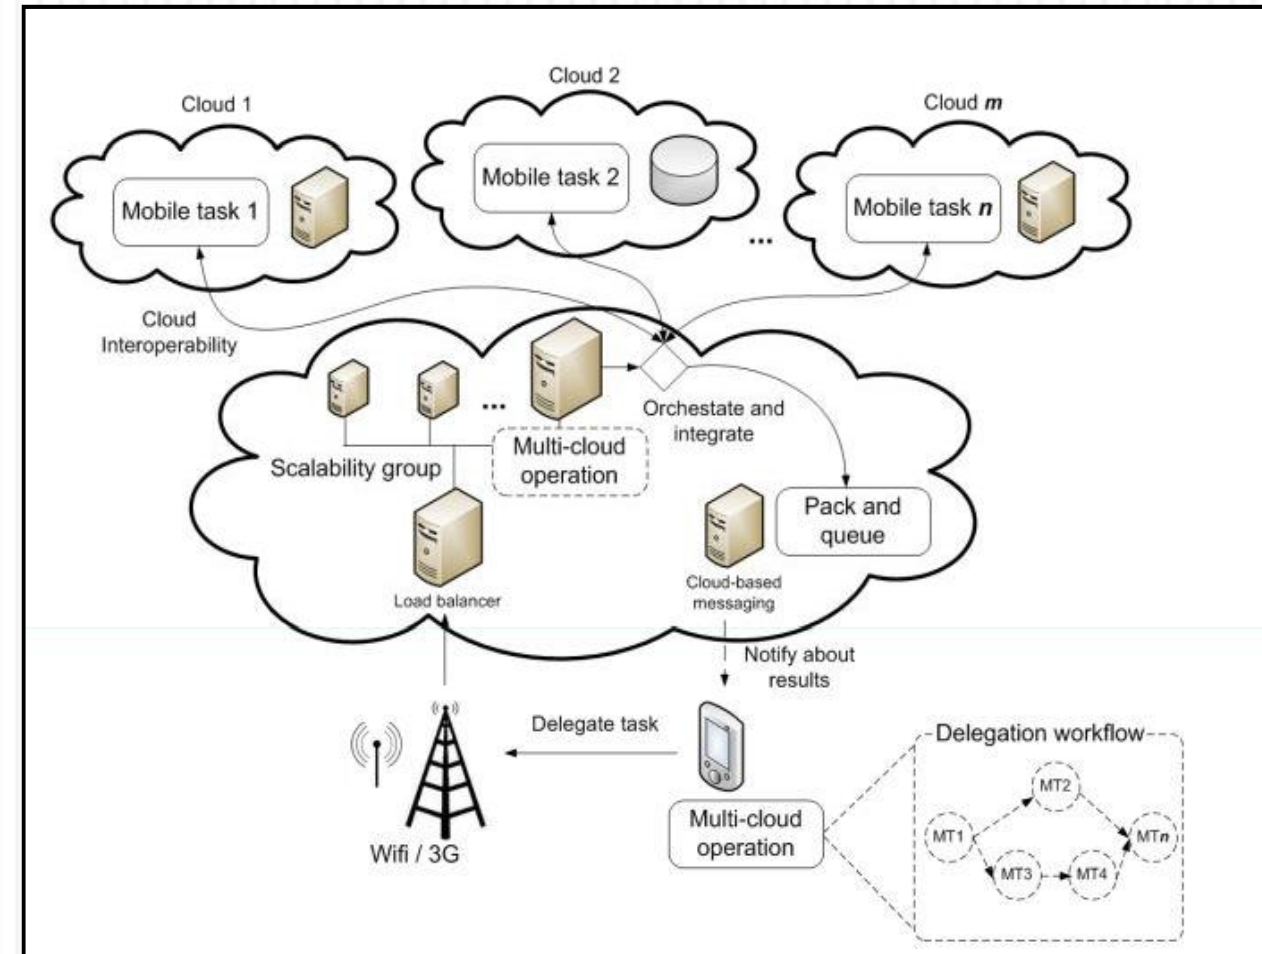 Cloud 1
Cloud 2
Cloud m
Mobile task 1
Mobile task 2
Mobile task n
...
Cloud
Interoperability
...
Orchestate and
integrate
Scalability group
Multi-cloud
operation
Pack and
queue
Load balancer
Cloud-based
messaging
Notify about
results
Delegate task
Wifi / 3G
Multi-cloud
operation
Delegation workflow
MT1
MT2
MT3
MT4
MTn